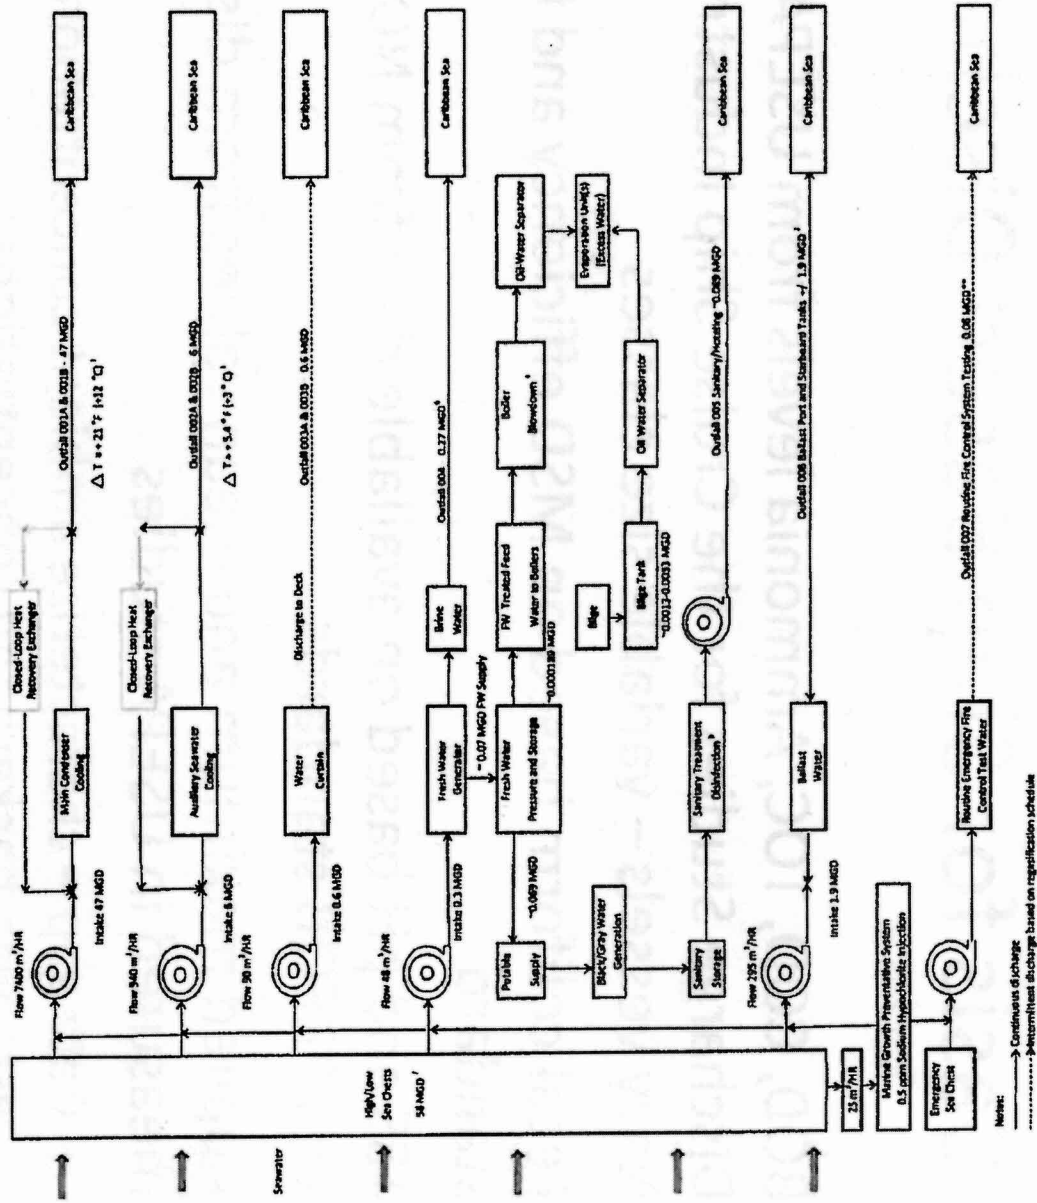 Seawater
High/Low
Sea Chests
58 MGD
Flow 7400 m³/HR
Intake 47 MGD
Closed-Loop Heat
Recovery Exchanger
Main Condenser
Cooling
Outfall 001A & 001B - 47 MGD
Caribbean Sea
Flow 940 m³/HR
Intake 6 MGD
Closed-Loop Heat
Recovery Exchanger
Auxiliary Seawater
Cooling
Outfall 002A & 002B 6 MGD
Caribbean Sea
Flow 90 m³/HR
Intake 0.6 MGD
Water
Curtain
Discharge to Deck
Outfall 003A & 003B 0.6 MGD
Caribbean Sea
Flow 48 m³/HR
Intake 0.3 MGD
Fresh Water
Generator
Brine
Water
Outfall 004 0.27 MGD
Caribbean Sea
~0.07 MGD FW Supply
Potable
Supply
~0.069 MGD
Fresh Water
Pressure and Storage
~0.000189 MGD
FW Treated Feed
Water to Boilers
Boiler
Blowdown
Oil-Water Separator
Evaporation Unit(s)
(Excess Water)
Black/Gray Water
Generation
Bilge
Bilge Tank
Oil Water Separator
Sanitary
Storage
Sanitary Treatment
Disinfection
Outfall 005 Sanitary/Hoteling ~0.069 MGD
Caribbean Sea
Flow 295 m³/HR
Intake 1.9 MGD
Ballast
Water
Outfall 006 Ballast Port and Starboard Tanks +/- 1.9 MGD
Caribbean Sea
25 m³/HR
Marine Growth Preventative System
0.5 ppm Sodium Hypochlorite Injection
Emergency
Sea Chest
Routine Emergency Fire
Control Test Water
Outfall 007 Routine Fire Control System Testing 0.08 MGD**
Caribbean Sea
Notes:
Continuous discharge
Intermittent discharge based on regasification schedule